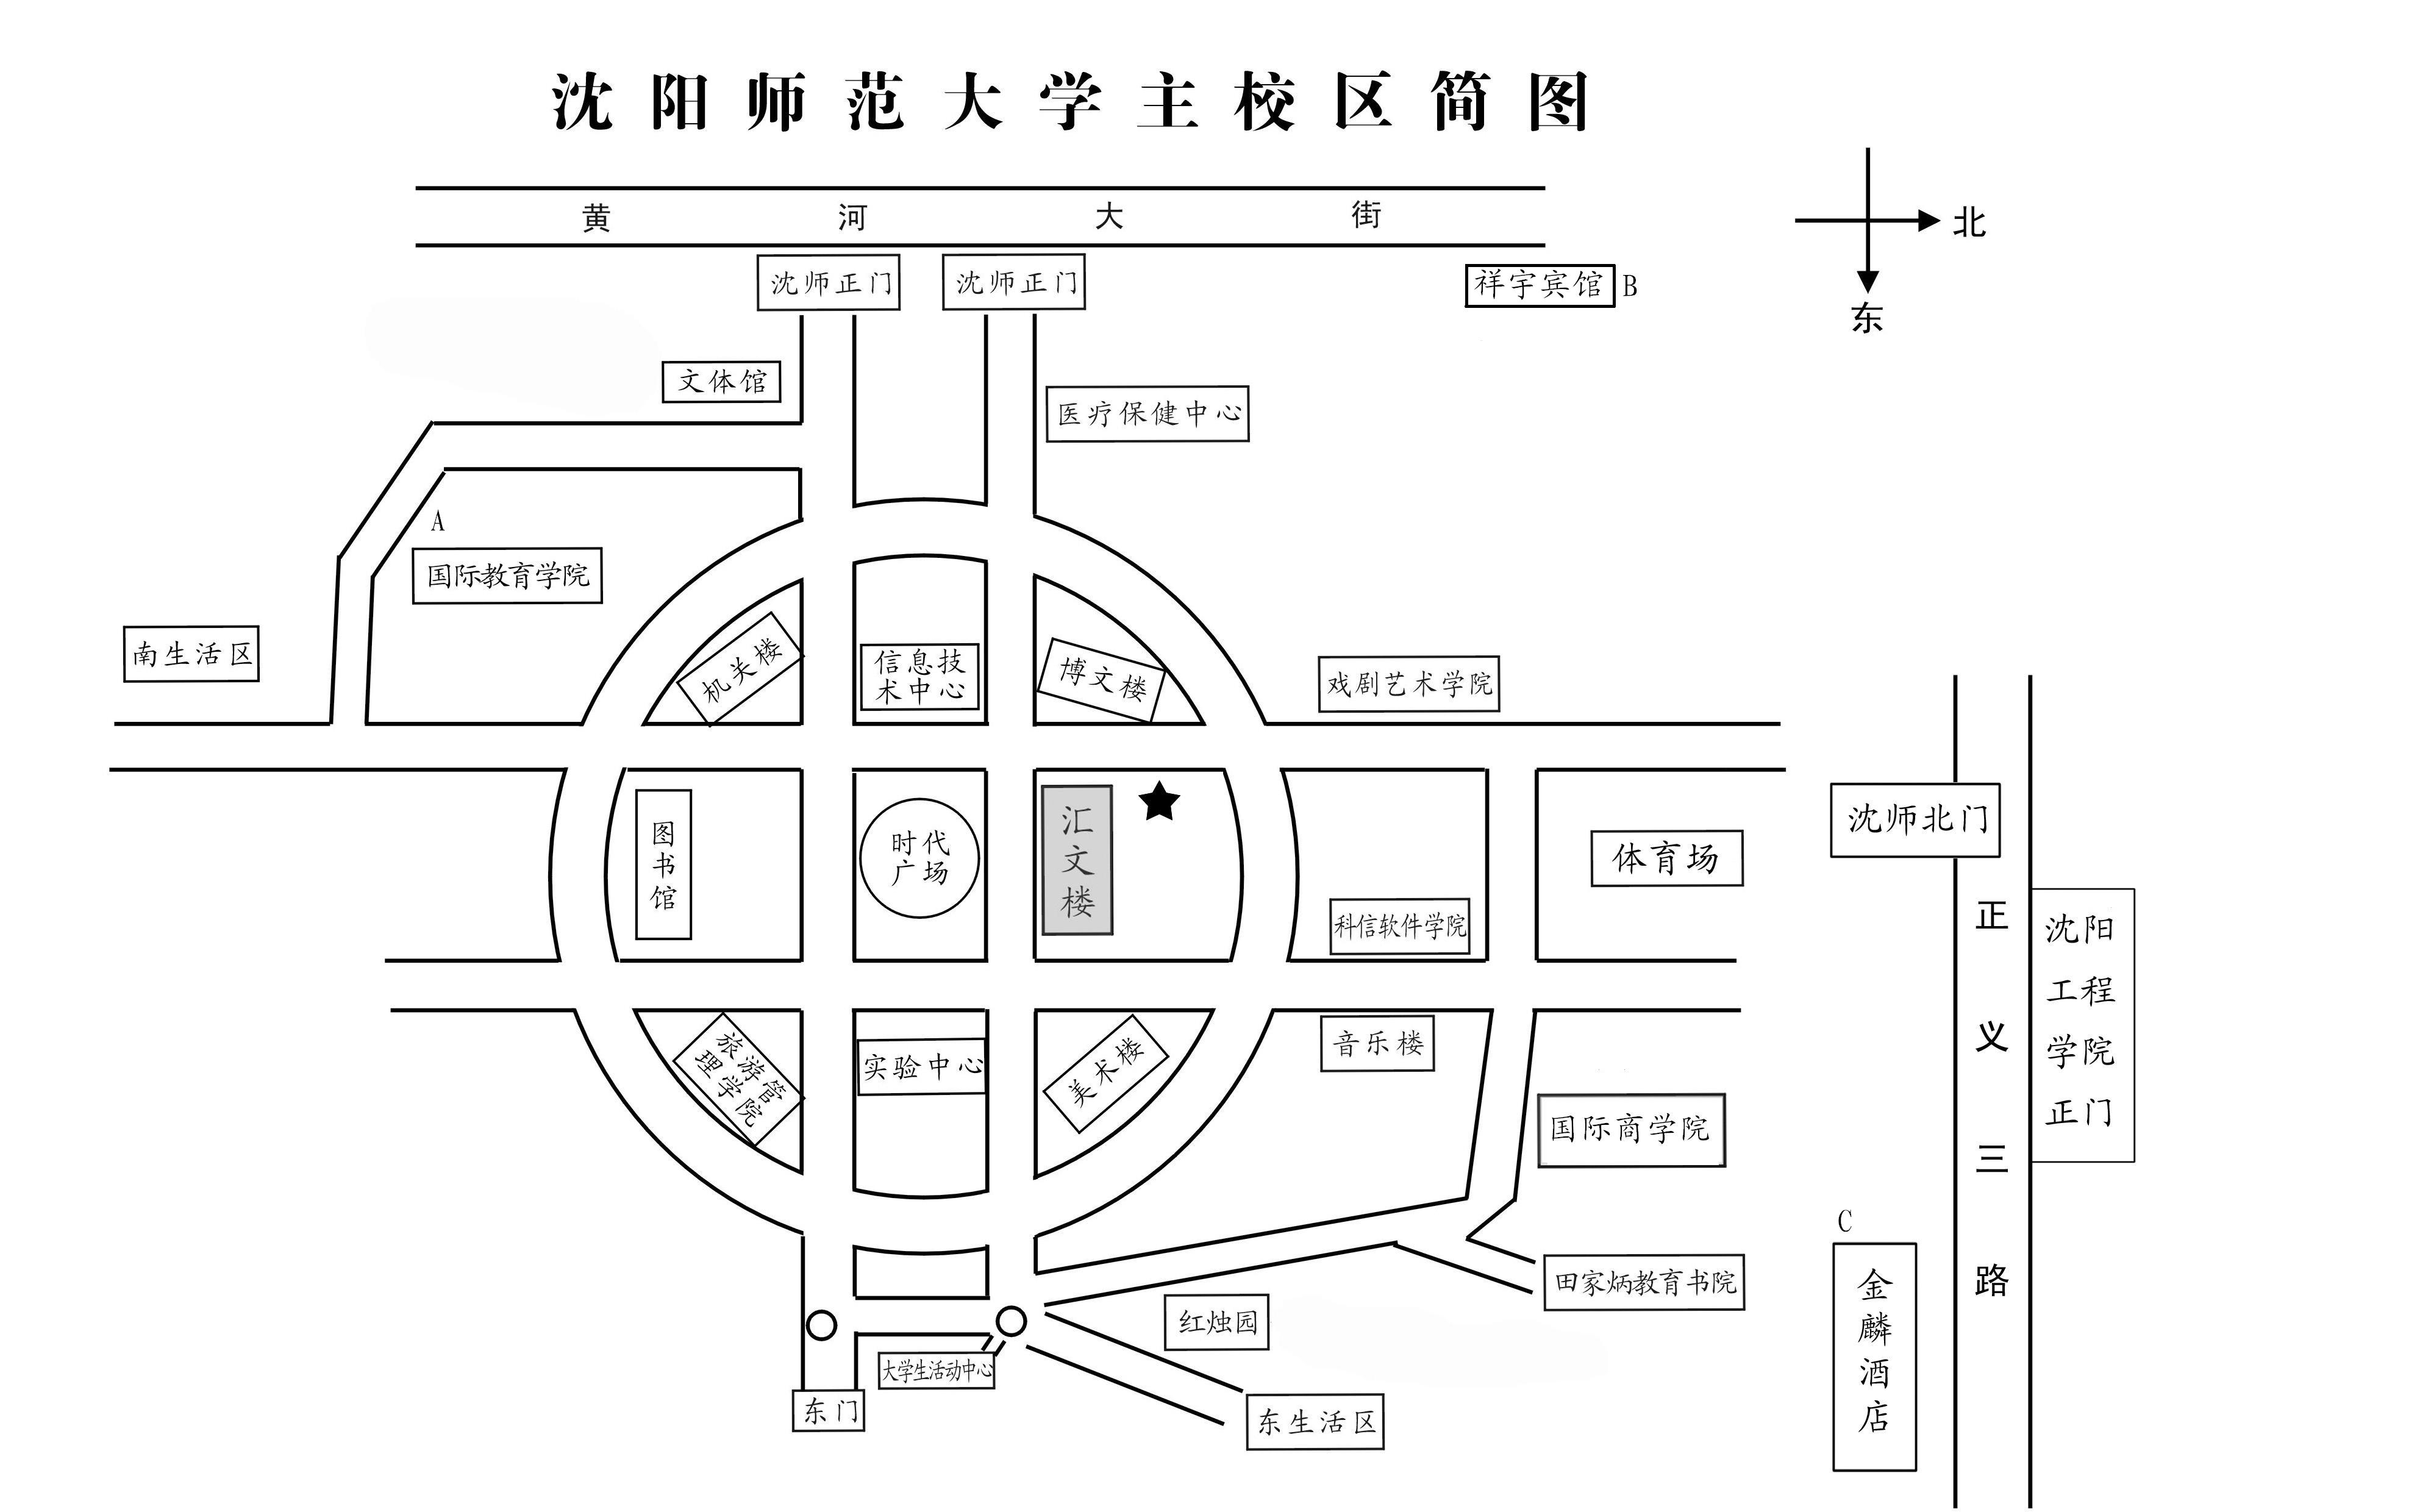 沈阳师范大学主校区简图
黄河大街
北
东
沈师正门
沈师正门
祥宇宾馆
B
文体馆
医疗保健中心
A
国际教育学院
南生活区
机关楼
信息技
术中心
博文楼
戏剧艺术学院
图书馆
时代
广场
汇文楼
科信软件学院
体育场
沈师北门
正义三路
沈阳
工程
学院
正门
旅游管
理学院
实验中心
美术楼
音乐楼
国际商学院
田家炳教育书院
C
金麟酒店
红烛园
大学生活动中心
东门
东生活区